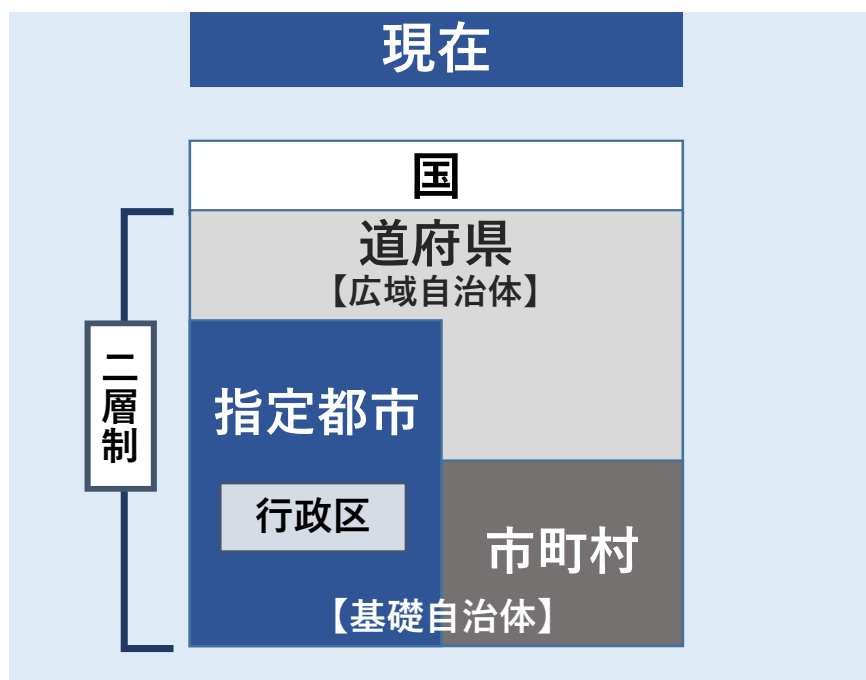 現在
国
道府県
【広域自治体】
二層制
指定都市
行政区
市町村
【基礎自治体】